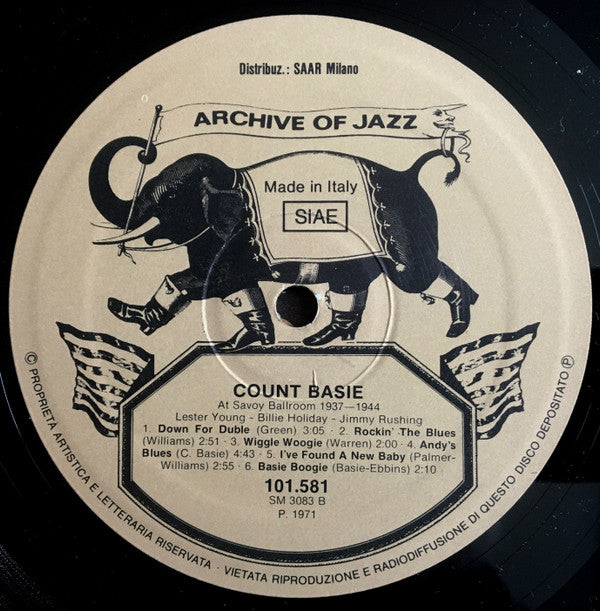 Distribuz.: SAAR Milano
ARCHIVE OF JAZZ
Made in Italy
SIAE
COUNT BASIE
At Savoy Ballroom 1937—1944
Lester Young - Billie Holiday - Jimmy Rushing
1. Down For Duble (Green) 3:05 · 2. Rockin' The Blues
(Williams) 2:51 · 3. Wiggle Woogie (Warren) 2:00 · 4. Andy's
Blues (C. Basie) 4:43 · 5. I've Found A New Baby (Palmer-
Williams) 2:55 · 6. Basie Boogie (Basie-Ebbins) 2:10
101.581
SM 3083 B
P. 1971
© PROPRIETA ARTISTICA E LETTERARIA RISERVATA · VIETATA RIPRODUZIONE E RADIODIFFUSIONE DI QUESTO DISCO DEPOSITATO ℗